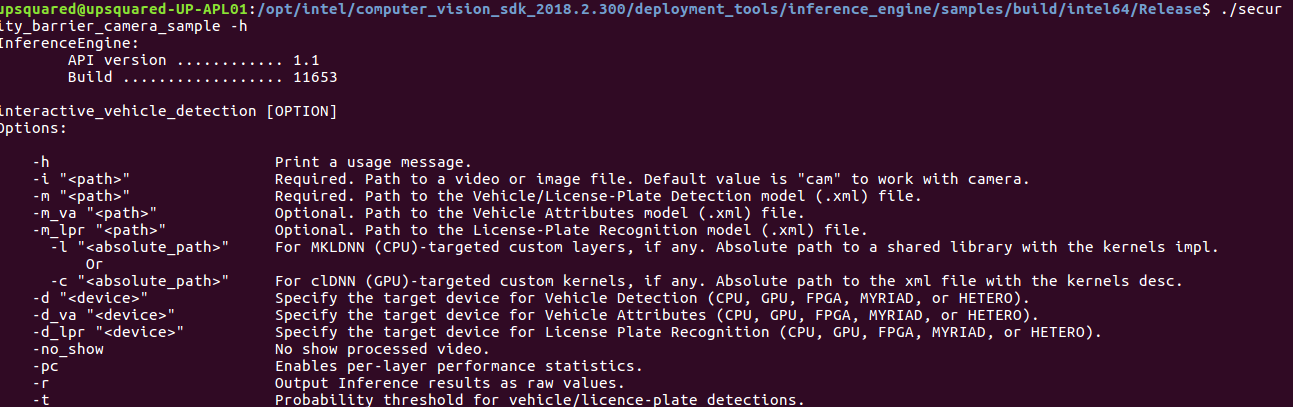 upsquared@upsquared-UP-APL01:/opt/intel/computer_vision_sdk_2018.2.300/deployment_tools/inference_engine/samples/build/intel64/Release$ ./secur
ity_barrier_camera_sample -h
InferenceEngine:
API version ............ 1.1
Build .................. 11653
interactive_vehicle_detection [OPTION]
Options:
-h Print a usage message.
-i "<path>" Required. Path to a video or image file. Default value is "cam" to work with camera.
-m "<path>" Required. Path to the Vehicle/License-Plate Detection model (.xml) file.
-m_va "<path>" Optional. Path to the Vehicle Attributes model (.xml) file.
-m_lpr "<path>" Optional. Path to the License-Plate Recognition model (.xml) file.
-l "<absolute_path>" For MKLDNN (CPU)-targeted custom layers, if any. Absolute path to a shared library with the kernels impl.
Or
-c "<absolute_path>" For clDNN (GPU)-targeted custom kernels, if any. Absolute path to the xml file with the kernels desc.
-d "<device>" Specify the target device for Vehicle Detection (CPU, GPU, FPGA, MYRIAD, or HETERO).
-d_va "<device>" Specify the target device for Vehicle Attributes (CPU, GPU, FPGA, MYRIAD, or HETERO).
-d_lpr "<device>" Specify the target device for License Plate Recognition (CPU, GPU, FPGA, MYRIAD, or HETERO).
-no_show No show processed video.
-pc Enables per-layer performance statistics.
-r Output Inference results as raw values.
-t Probability threshold for vehicle/licence-plate detections.